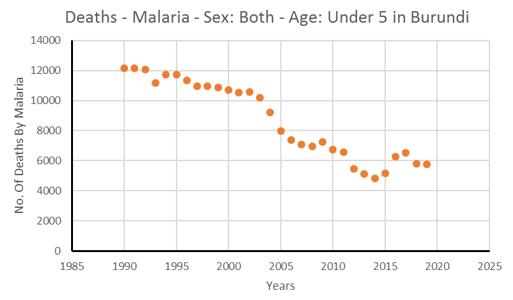 Deaths - Malaria - Sex: Both - Age: Under 5 in Burundi
14000
12000
10000
8000
6000
4000
2000
0
No. Of Deaths By Malaria
1985 1990 1995 2000 2005 2010 2015 2020 2025
Years